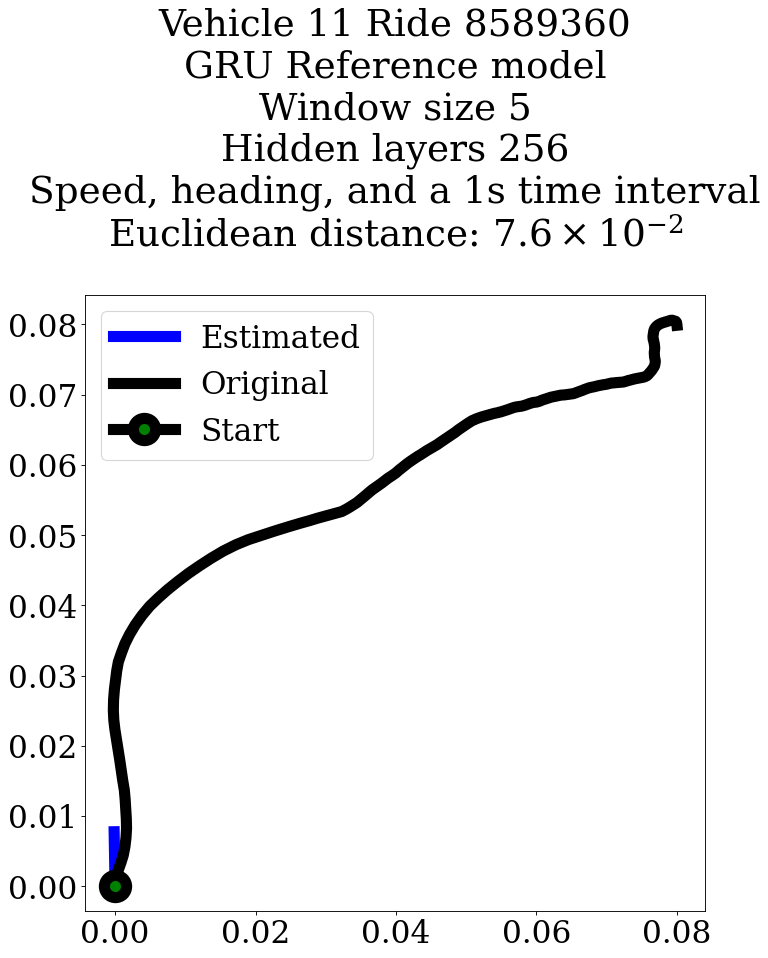 Vehicle 11 Ride 8589360
GRU Reference model
Window size 5
Hidden layers 256
Speed, heading, and a 1s time interval
Euclidean distance: 7.6 × 10⁻²
Estimated
Original
Start
0.08
0.07
0.06
0.05
0.04
0.03
0.02
0.01
0.00
0.00 0.02 0.04 0.06 0.08